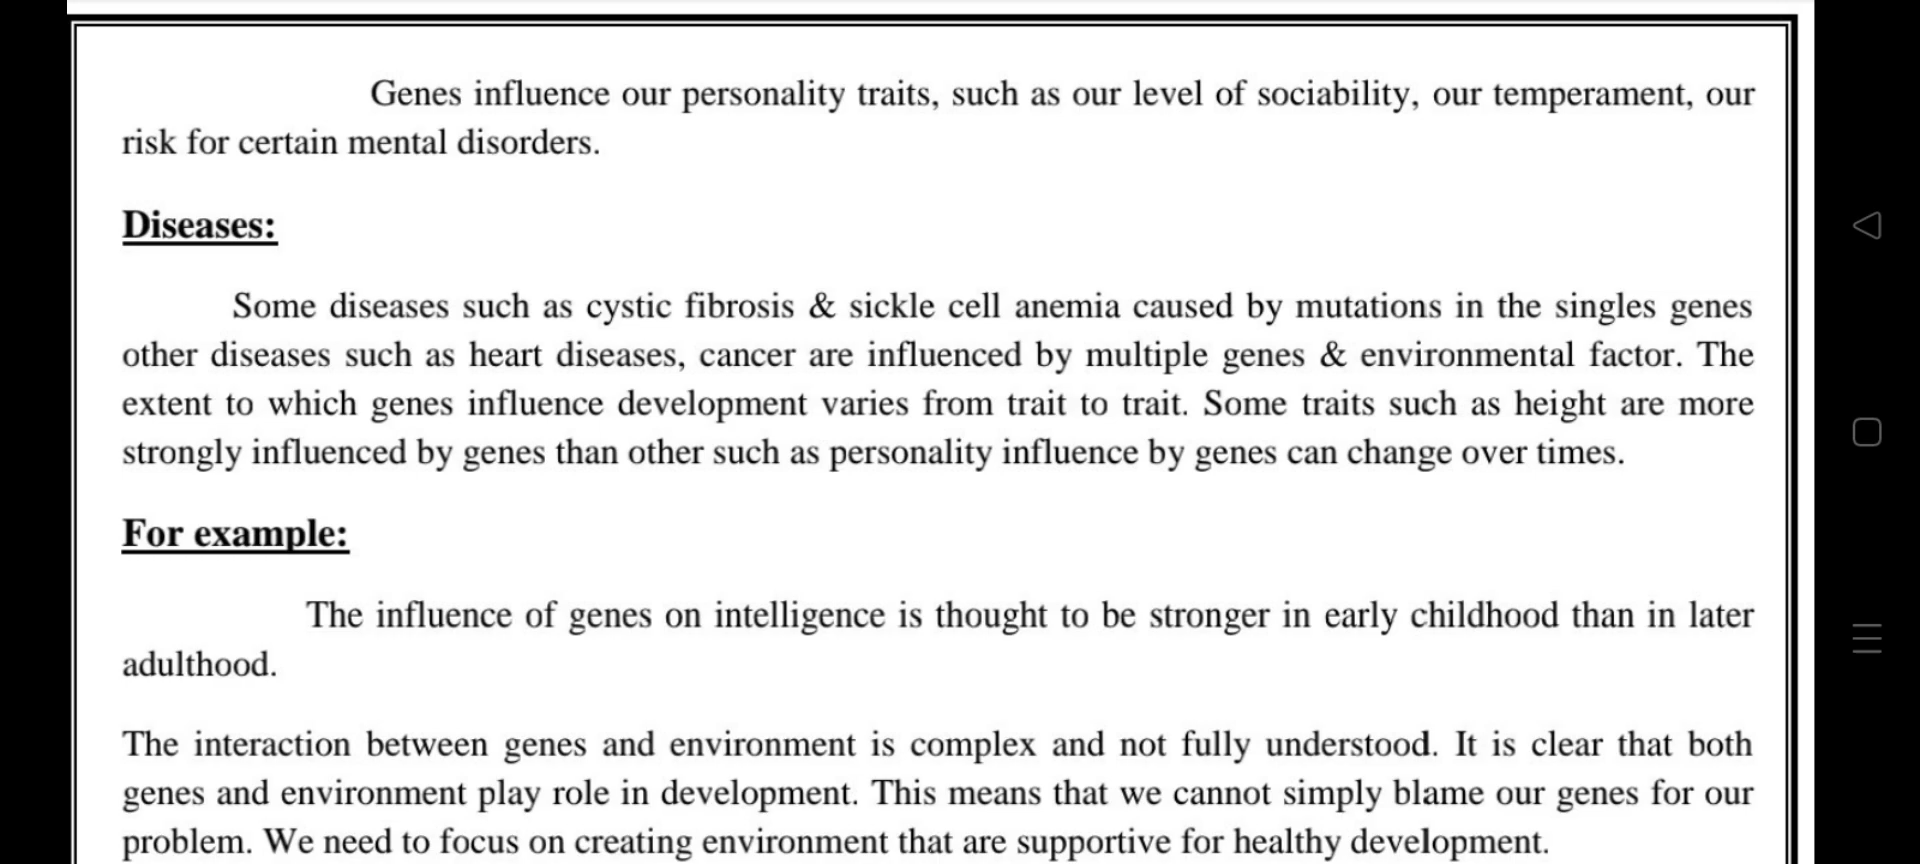 Genes influence our personality traits, such as our level of sociability, our temperament, our
risk for certain mental disorders.
Diseases:
Some diseases such as cystic fibrosis & sickle cell anemia caused by mutations in the singles genes
other diseases such as heart diseases, cancer are influenced by multiple genes & environmental factor. The
extent to which genes influence development varies from trait to trait. Some traits such as height are more
strongly influenced by genes than other such as personality influence by genes can change over times.
For example:
The influence of genes on intelligence is thought to be stronger in early childhood than in later
adulthood.
The interaction between genes and environment is complex and not fully understood. It is clear that both
genes and environment play role in development. This means that we cannot simply blame our genes for our
problem. We need to focus on creating environment that are supportive for healthy development.